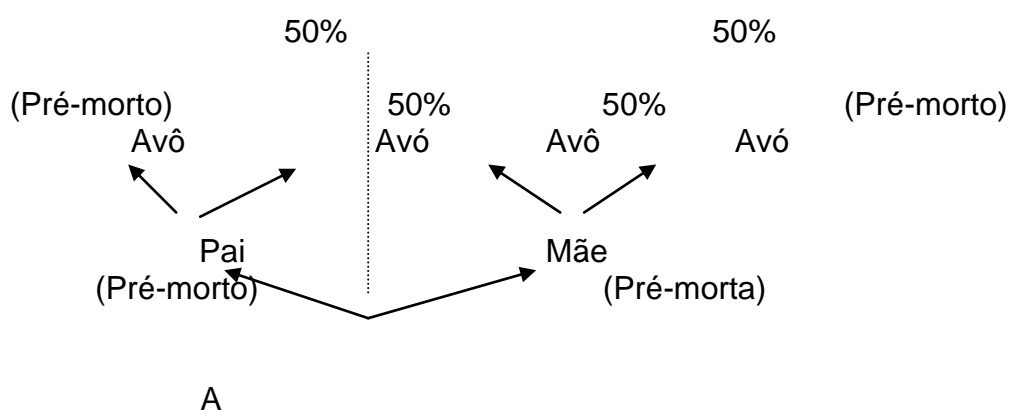 50% 50%
(Pré-morto) 50% 50% (Pré-morto)
Avô Avó Avô Avó
Pai Mãe
(Pré-morto) (Pré-morta)
A